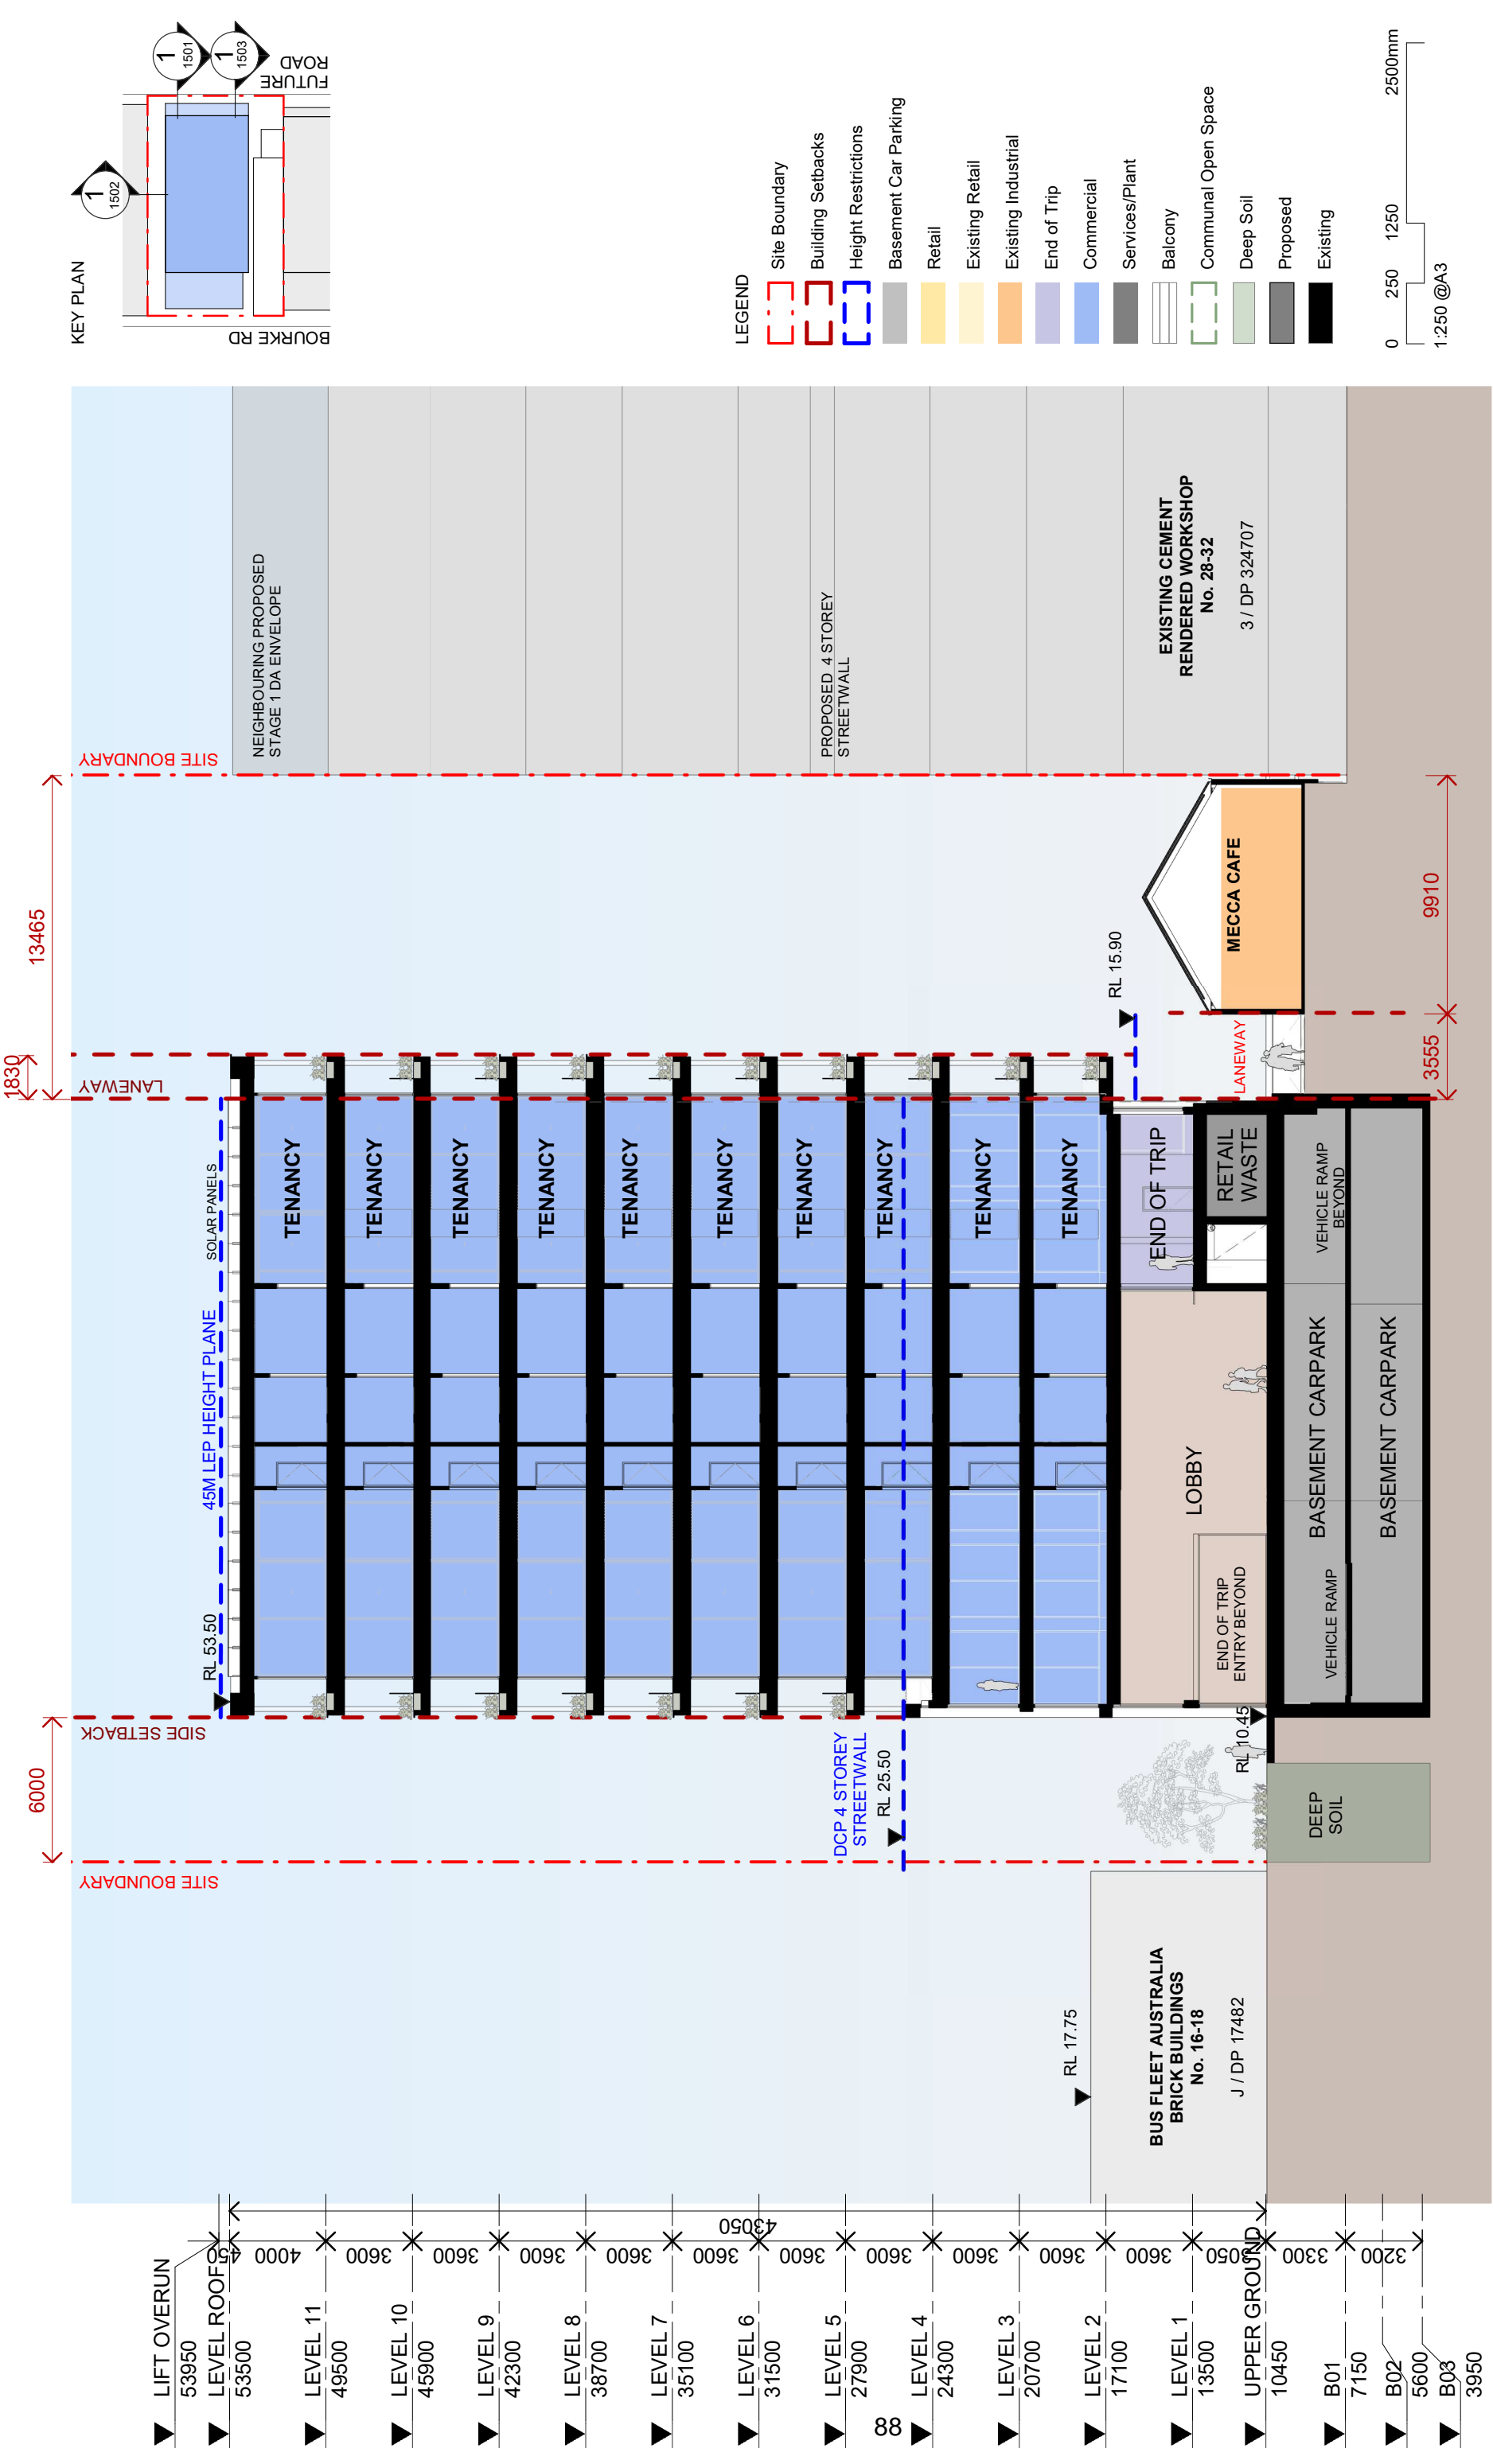 KEY PLAN
1
1501
1
1503
1
1502
BOURKE RD
FUTURE
ROAD
LEGEND
Site Boundary
Building Setbacks
Height Restrictions
Basement Car Parking
Retail
Existing Retail
Existing Industrial
End of Trip
Commercial
Services/Plant
Balcony
Communal Open Space
Deep Soil
Proposed
Existing
0 250 1250 2500mm
1:250 @A3
6000
1830
13465
SITE BOUNDARY
SIDE SETBACK
LANEWAY
SITE BOUNDARY
RL 53.50
45M LEP HEIGHT PLANE
SOLAR PANELS
NEIGHBOURING PROPOSED
STAGE 1 DA ENVELOPE
TENANCY
TENANCY
TENANCY
TENANCY
TENANCY
TENANCY
TENANCY
TENANCY
TENANCY
TENANCY
DCP 4 STOREY
STREETWALL
RL 25.50
PROPOSED 4 STOREY
STREETWALL
RL 17.75
BUS FLEET AUSTRALIA
BRICK BUILDINGS
No. 16-18
J / DP 17482
RL 10.45
END OF TRIP
LOBBY
END OF TRIP
ENTRY BEYOND
RETAIL
WASTE
RL 15.90
LANEWAY
MECCA CAFE
EXISTING CEMENT
RENDERED WORKSHOP
No. 28-32
3 / DP 324707
DEEP
SOIL
VEHICLE RAMP
BASEMENT CARPARK
VEHICLE RAMP
BEYOND
BASEMENT CARPARK
3555
9910
LIFT OVERUN
53950
LEVEL ROOF
53500
LEVEL 11
49500
LEVEL 10
45900
LEVEL 9
42300
LEVEL 8
38700
LEVEL 7
35100
LEVEL 6
31500
LEVEL 5
27900
LEVEL 4
24300
LEVEL 3
20700
LEVEL 2
17100
LEVEL 1
13500
UPPER GROUND
10450
B01
7150
B02
5600
B03
3950
450
4000
3600
3600
3600
3600
3600
3600
3600
3600
3600
3600
3050
3300
3200
43050
88